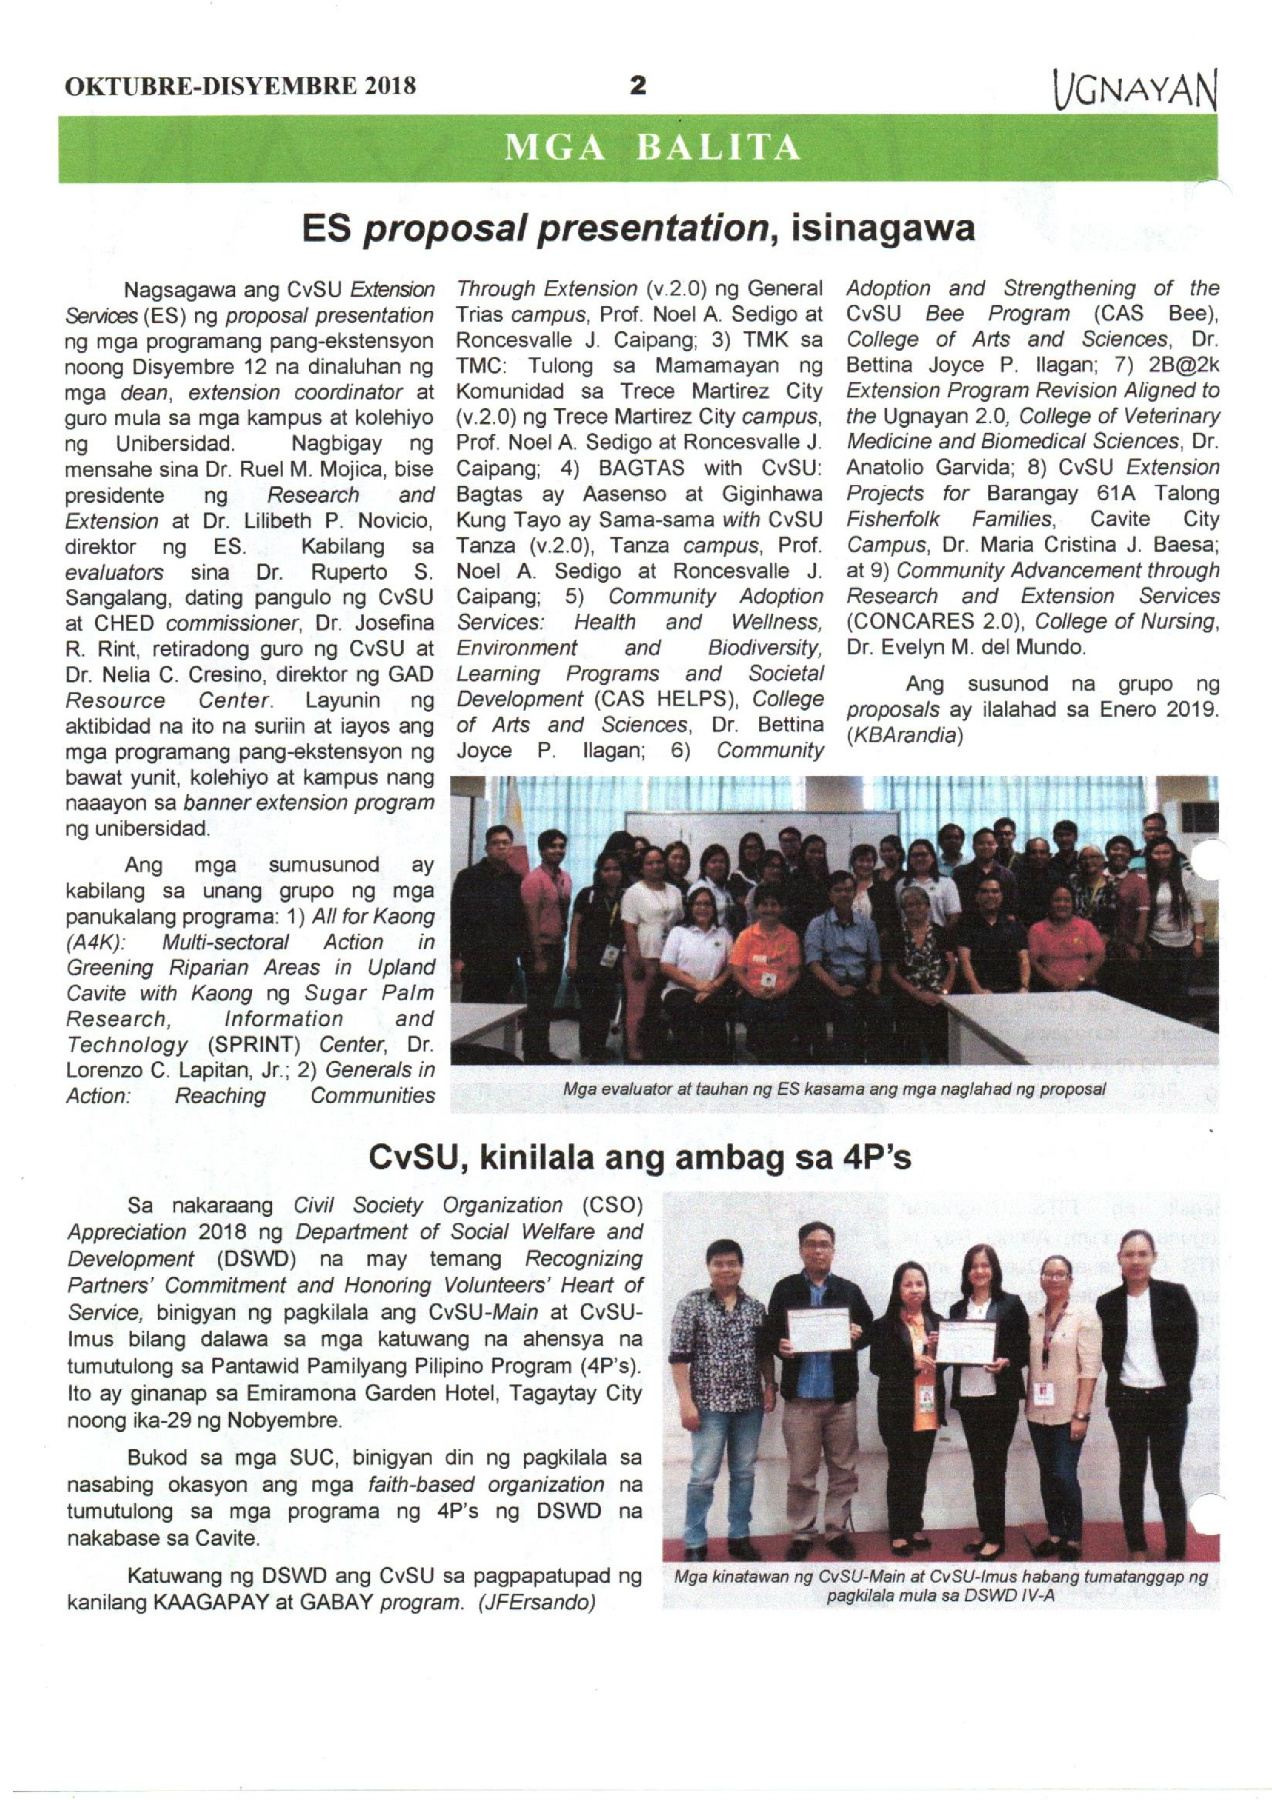 OKTUBRE-DISYEMBRE 2018
2
UGNAYAN
MGA BALITA
ES proposal presentation, isinagawa
Nagsagawa ang CvSU Extension
Services (ES) ng proposal presentation
ng mga programang pang-ekstensyon
noong Disyembre 12 na dinaluhan ng
mga dean, extension coordinator at
guro mula sa mga kampus at kolehiyo
ng Unibersidad. Nagbigay ng
mensahe sina Dr. Ruel M. Mojica, bise
presidente ng Research and
Extension at Dr. Lilibeth P. Novicio,
direktor ng ES. Kabilang sa
evaluators sina Dr. Ruperto S.
Sangalang, dating pangulo ng CvSU
at CHED commissioner, Dr. Josefina
R. Rint, retiradong guro ng CvSU at
Dr. Nelia C. Cresino, direktor ng GAD
Resource Center. Layunin ng
aktibidad na ito na suriin at iayos ang
mga programang pang-ekstensyon ng
bawat yunit, kolehiyo at kampus nang
naaayon sa banner extension program
ng unibersidad.
Ang mga sumusunod ay
kabilang sa unang grupo ng mga
panukalang programa: 1) All for Kaong
(A4K): Multi-sectoral Action in
Greening Riparian Areas in Upland
Cavite with Kaong ng Sugar Palm
Research, Information and
Technology (SPRINT) Center, Dr.
Lorenzo C. Lapitan, Jr.; 2) Generals in
Action: Reaching Communities
Through Extension (v.2.0) ng General
Trias campus, Prof. Noel A. Sedigo at
Roncesvalle J. Caipang; 3) TMK sa
TMC: Tulong sa Mamamayan ng
Komunidad sa Trece Martirez City
(v.2.0) ng Trece Martirez City campus,
Prof. Noel A. Sedigo at Roncesvalle J.
Caipang; 4) BAGTAS with CvSU:
Bagtas ay Aasenso at Giginhawa
Kung Tayo ay Sama-sama with CvSU
Tanza (v.2.0), Tanza campus, Prof.
Noel A. Sedigo at Roncesvalle J.
Caipang; 5) Community Adoption
Services: Health and Wellness,
Environment and Biodiversity,
Learning Programs and Societal
Development (CAS HELPS), College
of Arts and Sciences, Dr. Bettina
Joyce P. Ilagan; 6) Community
Adoption and Strengthening of the
CvSU Bee Program (CAS Bee),
College of Arts and Sciences, Dr.
Bettina Joyce P. Ilagan; 7) 2B@2k
Extension Program Revision Aligned to
the Ugnayan 2.0, College of Veterinary
Medicine and Biomedical Sciences, Dr.
Anatolio Garvida; 8) CvSU Extension
Projects for Barangay 61A Talong
Fisherfolk Families, Cavite City
Campus, Dr. Maria Cristina J. Baesa;
at 9) Community Advancement through
Research and Extension Services
(CONCARES 2.0), College of Nursing,
Dr. Evelyn M. del Mundo.
Ang susunod na grupo ng
proposals ay ilalahad sa Enero 2019.
(KBArandia)
Mga evaluator at tauhan ng ES kasama ang mga naglahad ng proposal
CvSU, kinilala ang ambag sa 4P's
Sa nakaraang Civil Society Organization (CSO)
Appreciation 2018 ng Department of Social Welfare and
Development (DSWD) na may temang Recognizing
Partners' Commitment and Honoring Volunteers' Heart of
Service, binigyan ng pagkilala ang CvSU-Main at CvSU-
Imus bilang dalawa sa mga katuwang na ahensya na
tumutulong sa Pantawid Pamilyang Pilipino Program (4P's).
Ito ay ginanap sa Emiramona Garden Hotel, Tagaytay City
noong ika-29 ng Nobyembre.
Bukod sa mga SUC, binigyan din ng pagkilala sa
nasabing okasyon ang mga faith-based organization na
tumutulong sa mga programa ng 4P's ng DSWD na
nakabase sa Cavite.
Katuwang ng DSWD ang CvSU sa pagpapatupad ng
kanilang KAAGAPAY at GABAY program. (JFErsando)
Mga kinatawan ng CvSU-Main at CvSU-Imus habang tumatanggap ng
pagkilala mula sa DSWD IV-A